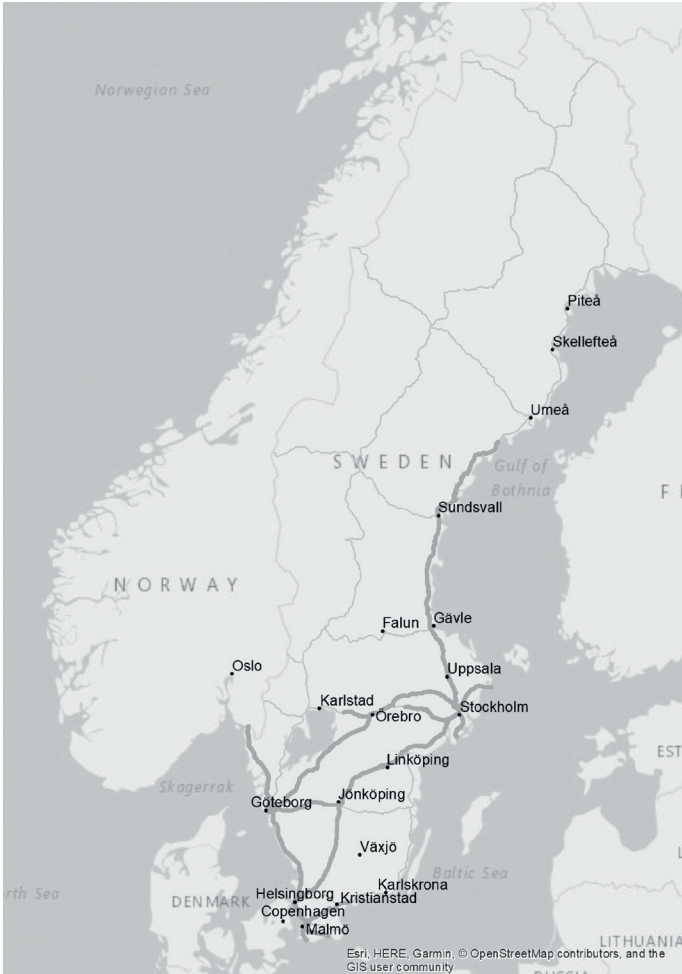 Norwegian Sea
Piteå
Skellefteå
Umeå
SWEDEN
Gulf of
Bothnia
F
Sundsvall
NORWAY
Falun
Gävle
Oslo
Uppsala
Karlstad
Örebro
Stockholm
EST
Linköping
Skagerrak
Göteborg
Jönköping
L
Växjö
Baltic Sea
rth Sea
DENMARK
Helsingborg
Karlskrona
Kristianstad
Copenhagen
Malmö
LITHUANIA
Esri, HERE, Garmin, © OpenStreetMap contributors, and the
GIS user community